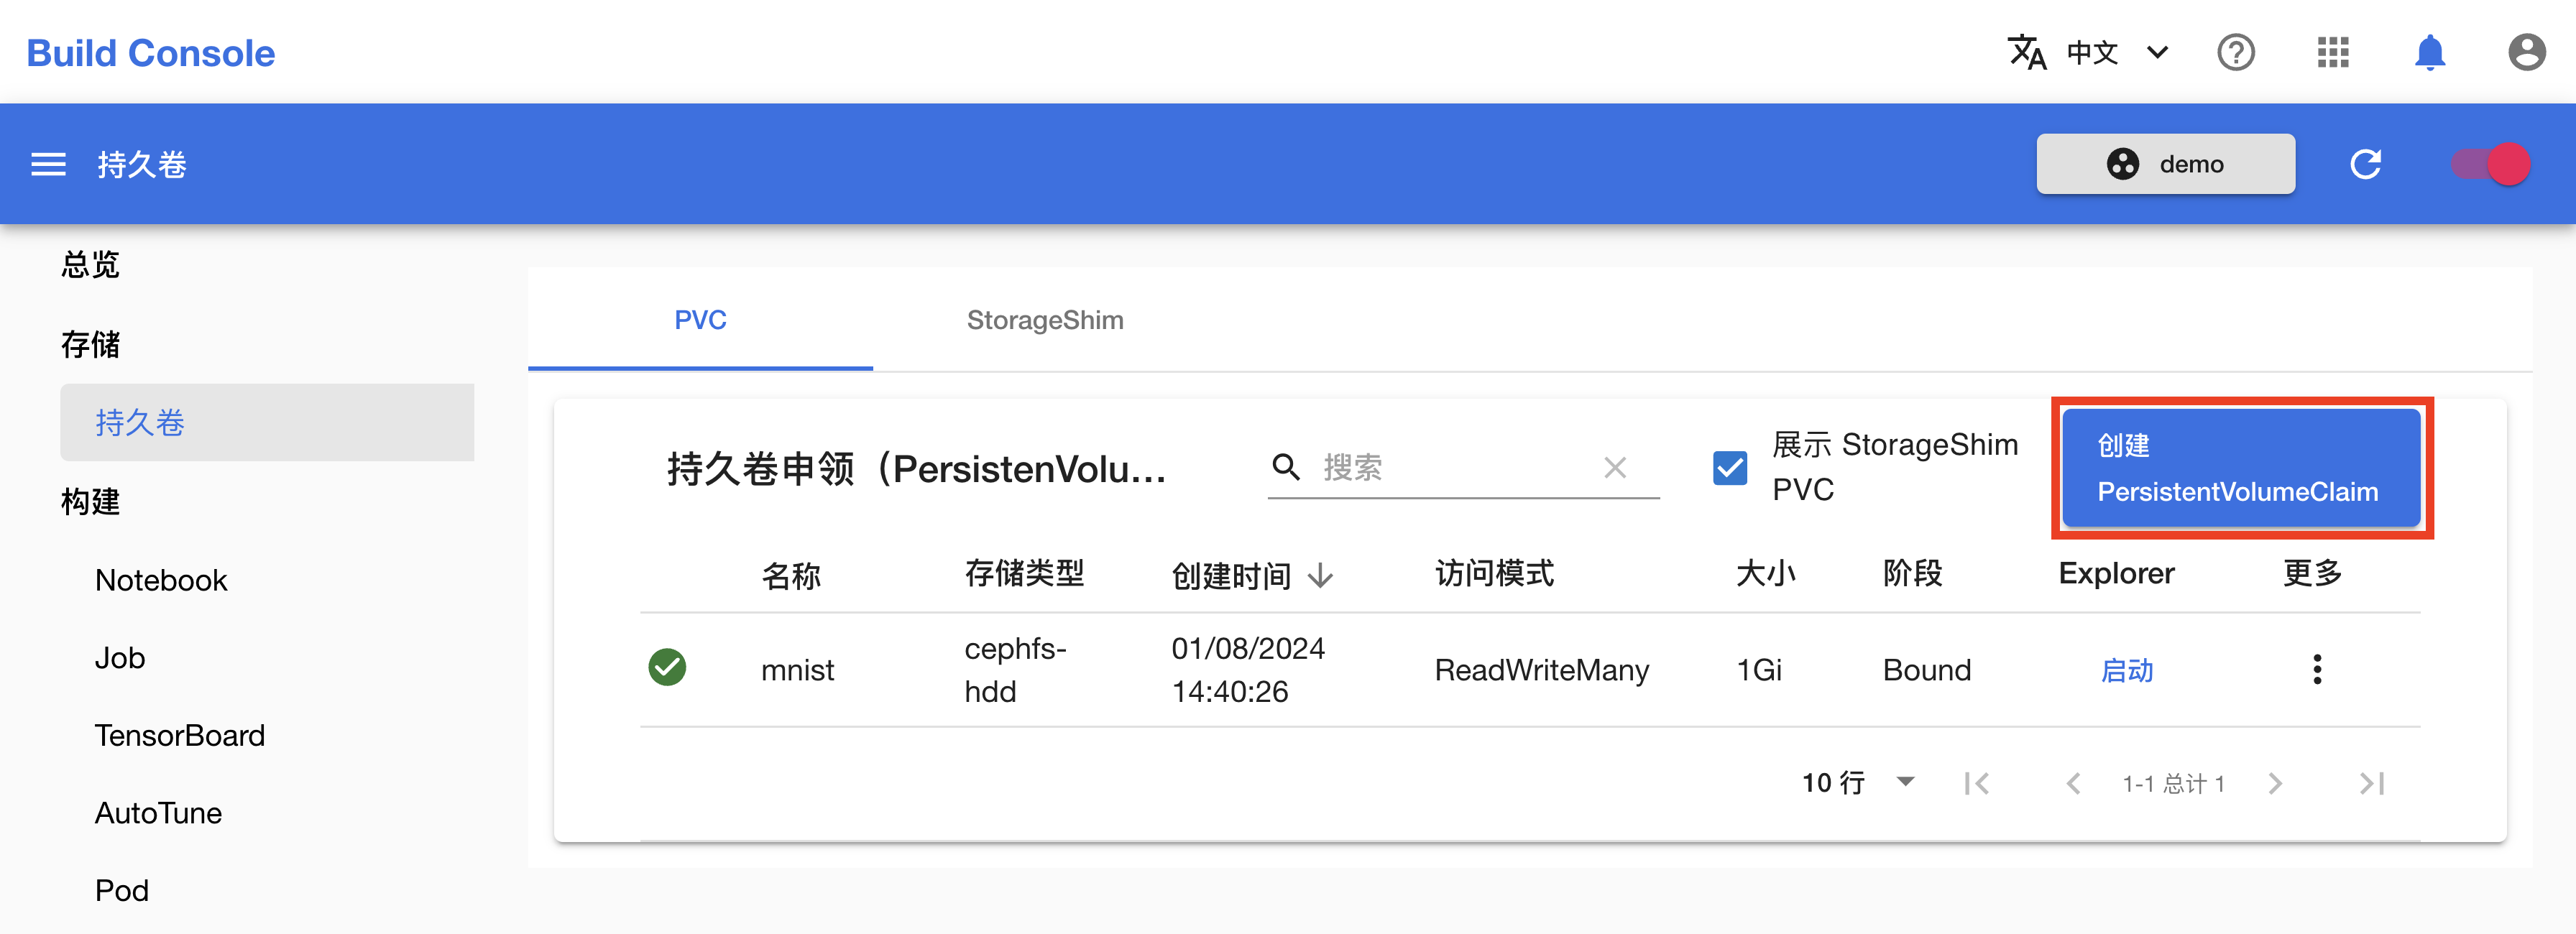 Build Console
中文
持久卷
demo
总览
存储
持久卷
构建
Notebook
Job
TensorBoard
AutoTune
Pod
PVC
StorageShim
持久卷申领（PersistenVolu...
搜索
展示 StorageShim
PVC
创建
PersistentVolumeClaim
名称
存储类型
创建时间
访问模式
大小
阶段
Explorer
更多
mnist
cephfs-
hdd
01/08/2024
14:40:26
ReadWriteMany
1Gi
Bound
启动
10 行
1-1 总计 1